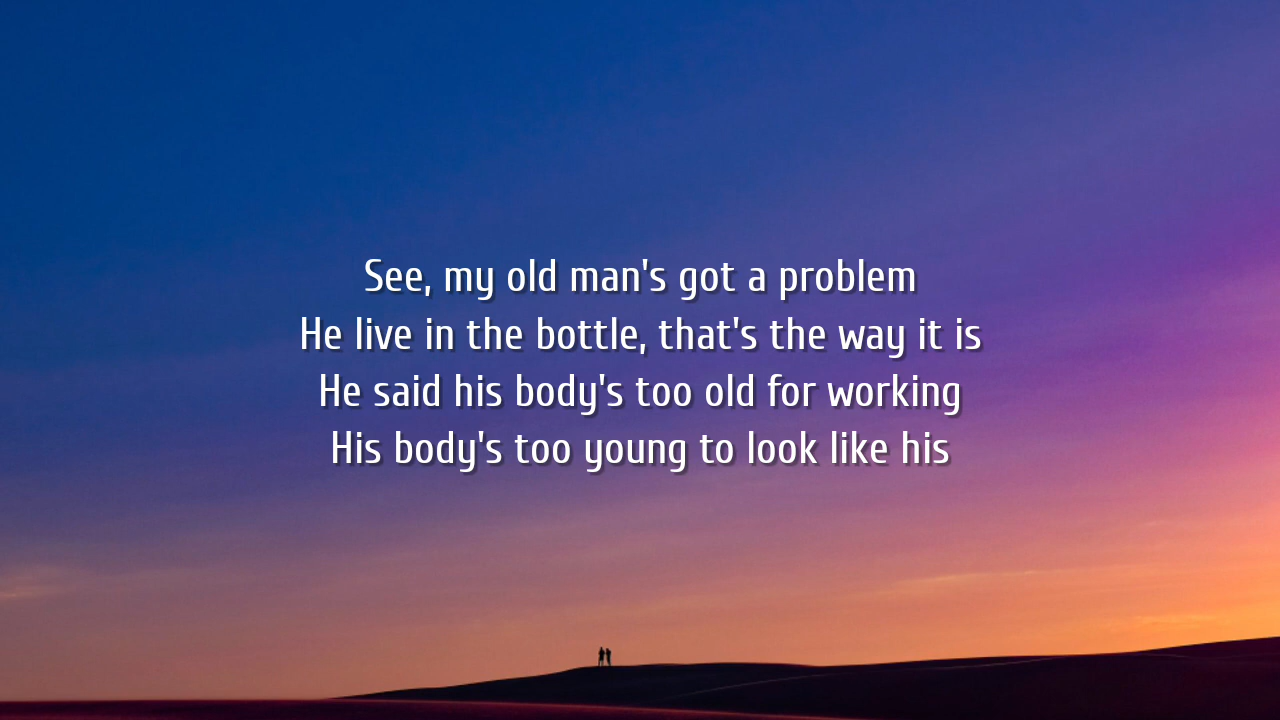 See, my old man's got a problem
He live in the bottle, that's the way it is
He said his body's too old for working
His body's too young to look like his